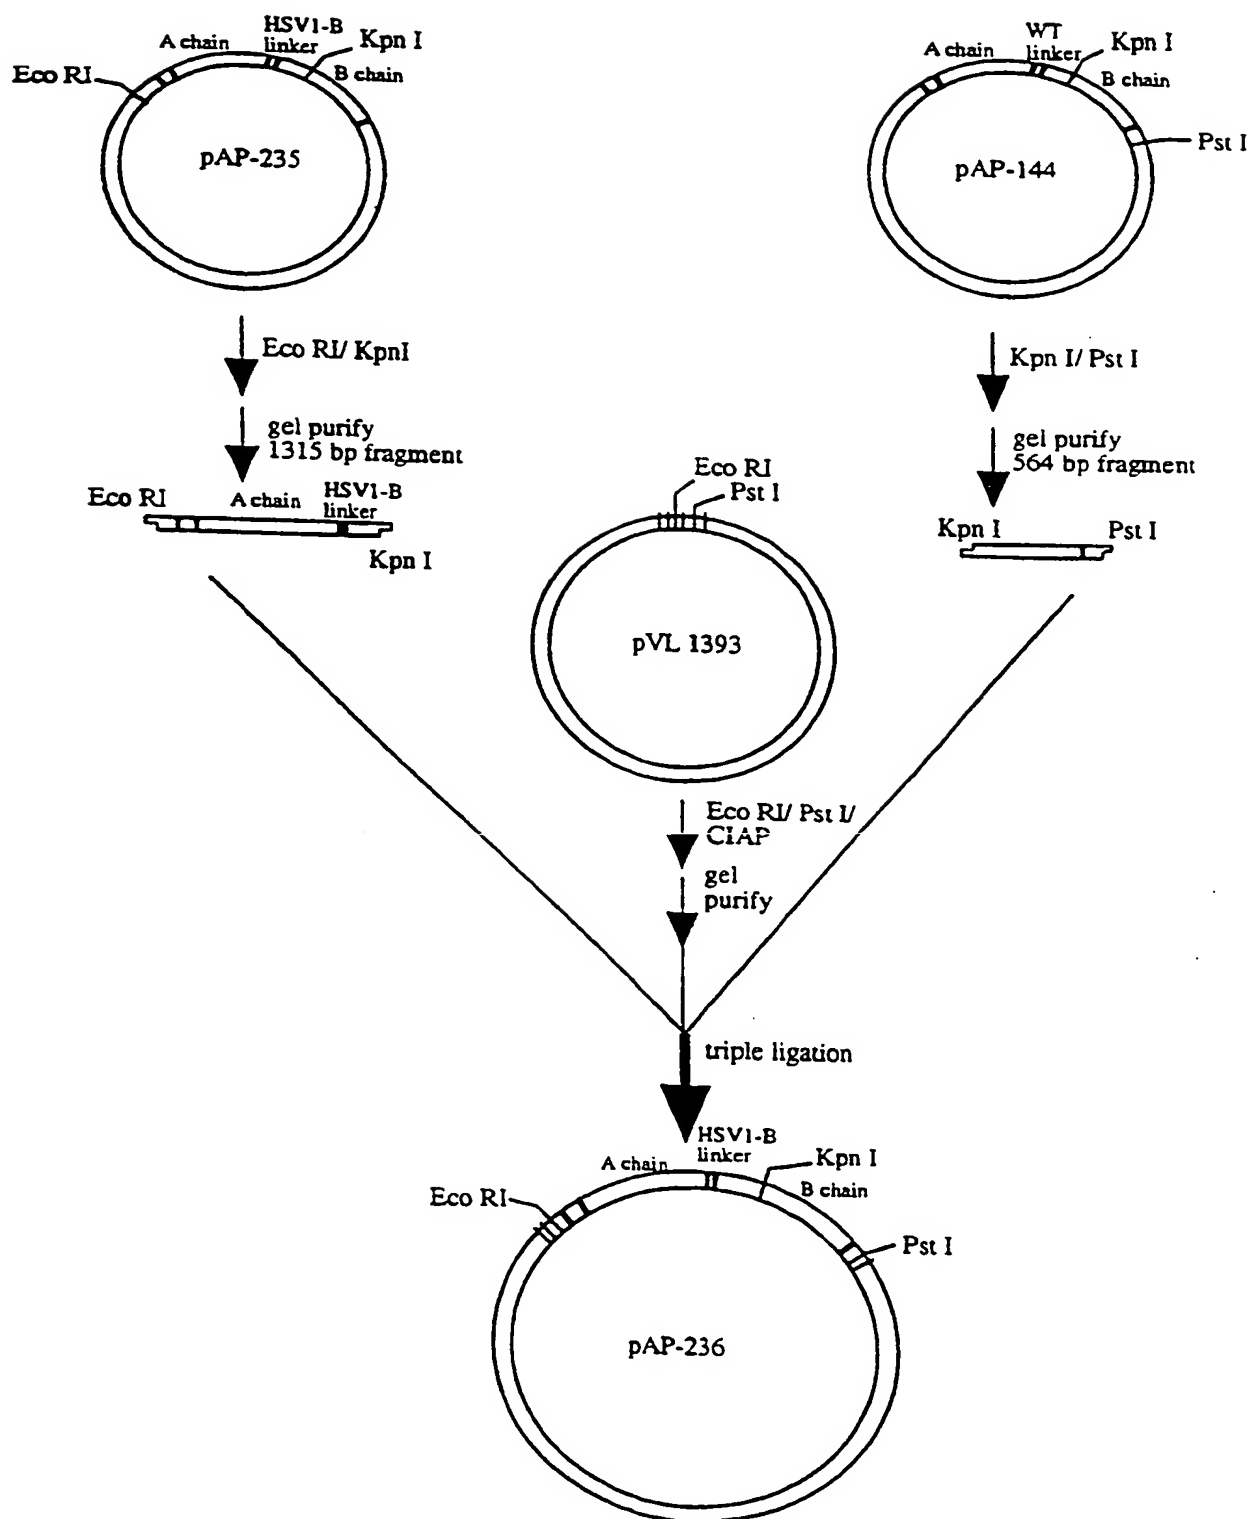 HSV1-B
linker
A chain
Kpn I
Eco RI
B chain
pAP-235
WT
linker
A chain
Kpn I
B chain
Pst I
pAP-144
Eco RI/ KpnI
gel purify
1315 bp fragment
Kpn I/ Pst I
gel purify
564 bp fragment
Eco RI
A chain
HSV1-B
linker
Kpn I
Eco RI
Pst I
Kpn I
Pst I
pVL 1393
Eco RI/ Pst I/
CIAP
gel
purify
triple ligation
HSV1-B
linker
A chain
Kpn I
B chain
Eco RI
Pst I
pAP-236